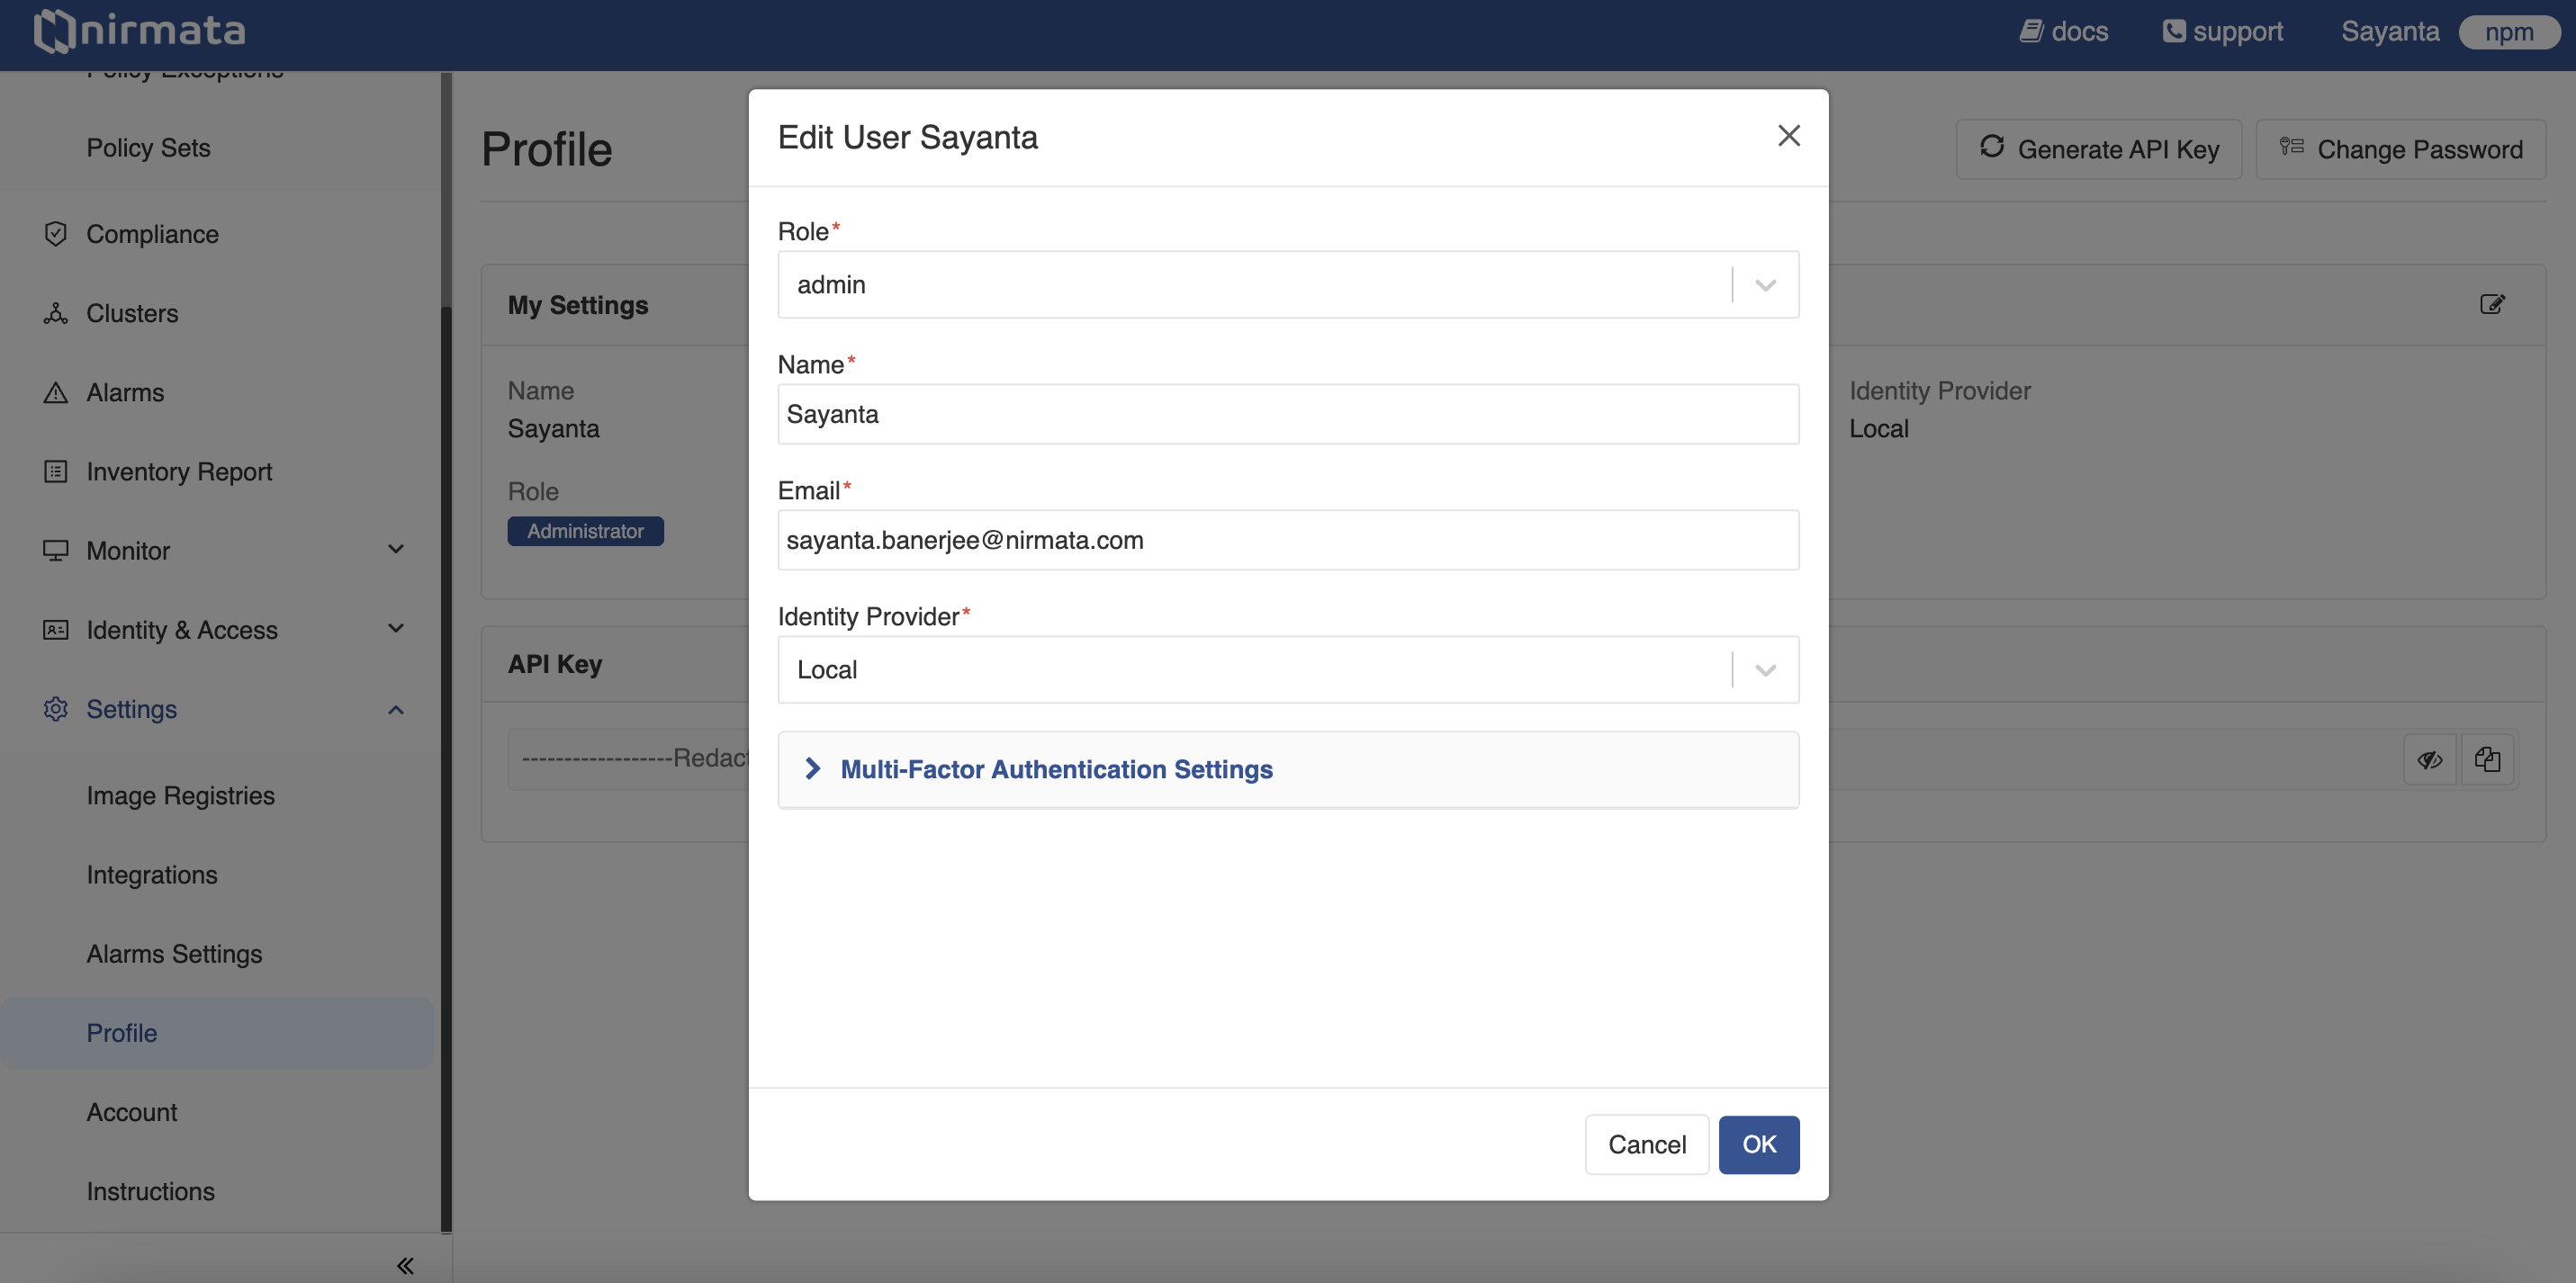 nirmata
docs
support
Sayanta
npm
Policy Exceptions
Policy Sets
Compliance
Clusters
Alarms
Inventory Report
Monitor
Identity & Access
Settings
Image Registries
Integrations
Alarms Settings
Profile
Account
Instructions
Profile
Generate API Key
Change Password
My Settings
Name
Sayanta
Role
Administrator
Identity Provider
Local
API Key
------------------Redact
Edit User Sayanta
Role*
admin
Name*
Sayanta
Email*
sayanta.banerjee@nirmata.com
Identity Provider*
Local
Multi-Factor Authentication Settings
Cancel
OK